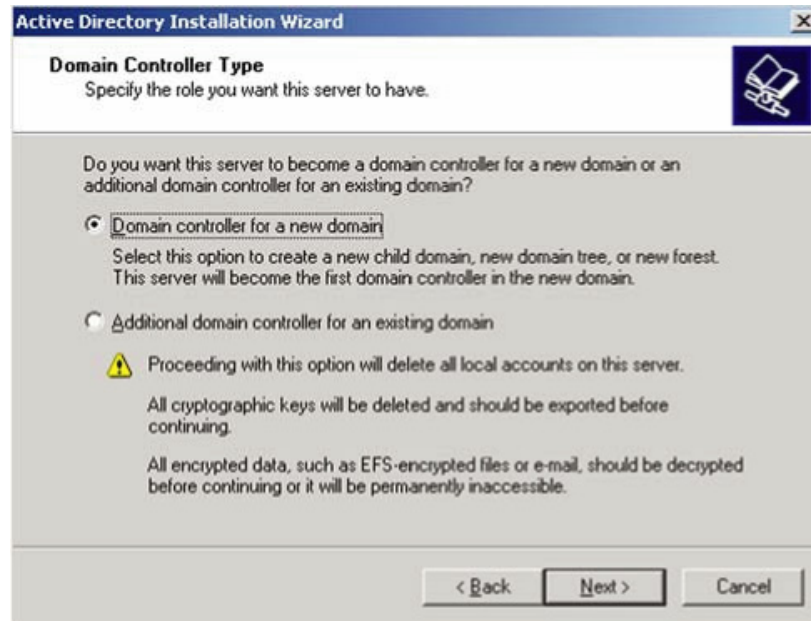 Active Directory Installation Wizard
Domain Controller Type
Specify the role you want this server to have.
Do you want this server to become a domain controller for a new domain or an
additional domain controller for an existing domain?
Domain controller for a new domain
Select this option to create a new child domain, new domain tree, or new forest.
This server will become the first domain controller in the new domain.
Additional domain controller for an existing domain
Proceeding with this option will delete all local accounts on this server.
All cryptographic keys will be deleted and should be exported before
continuing.
All encrypted data, such as EFS-encrypted files or e-mail, should be decrypted
before continuing or it will be permanently inaccessible.
< Back Next > Cancel